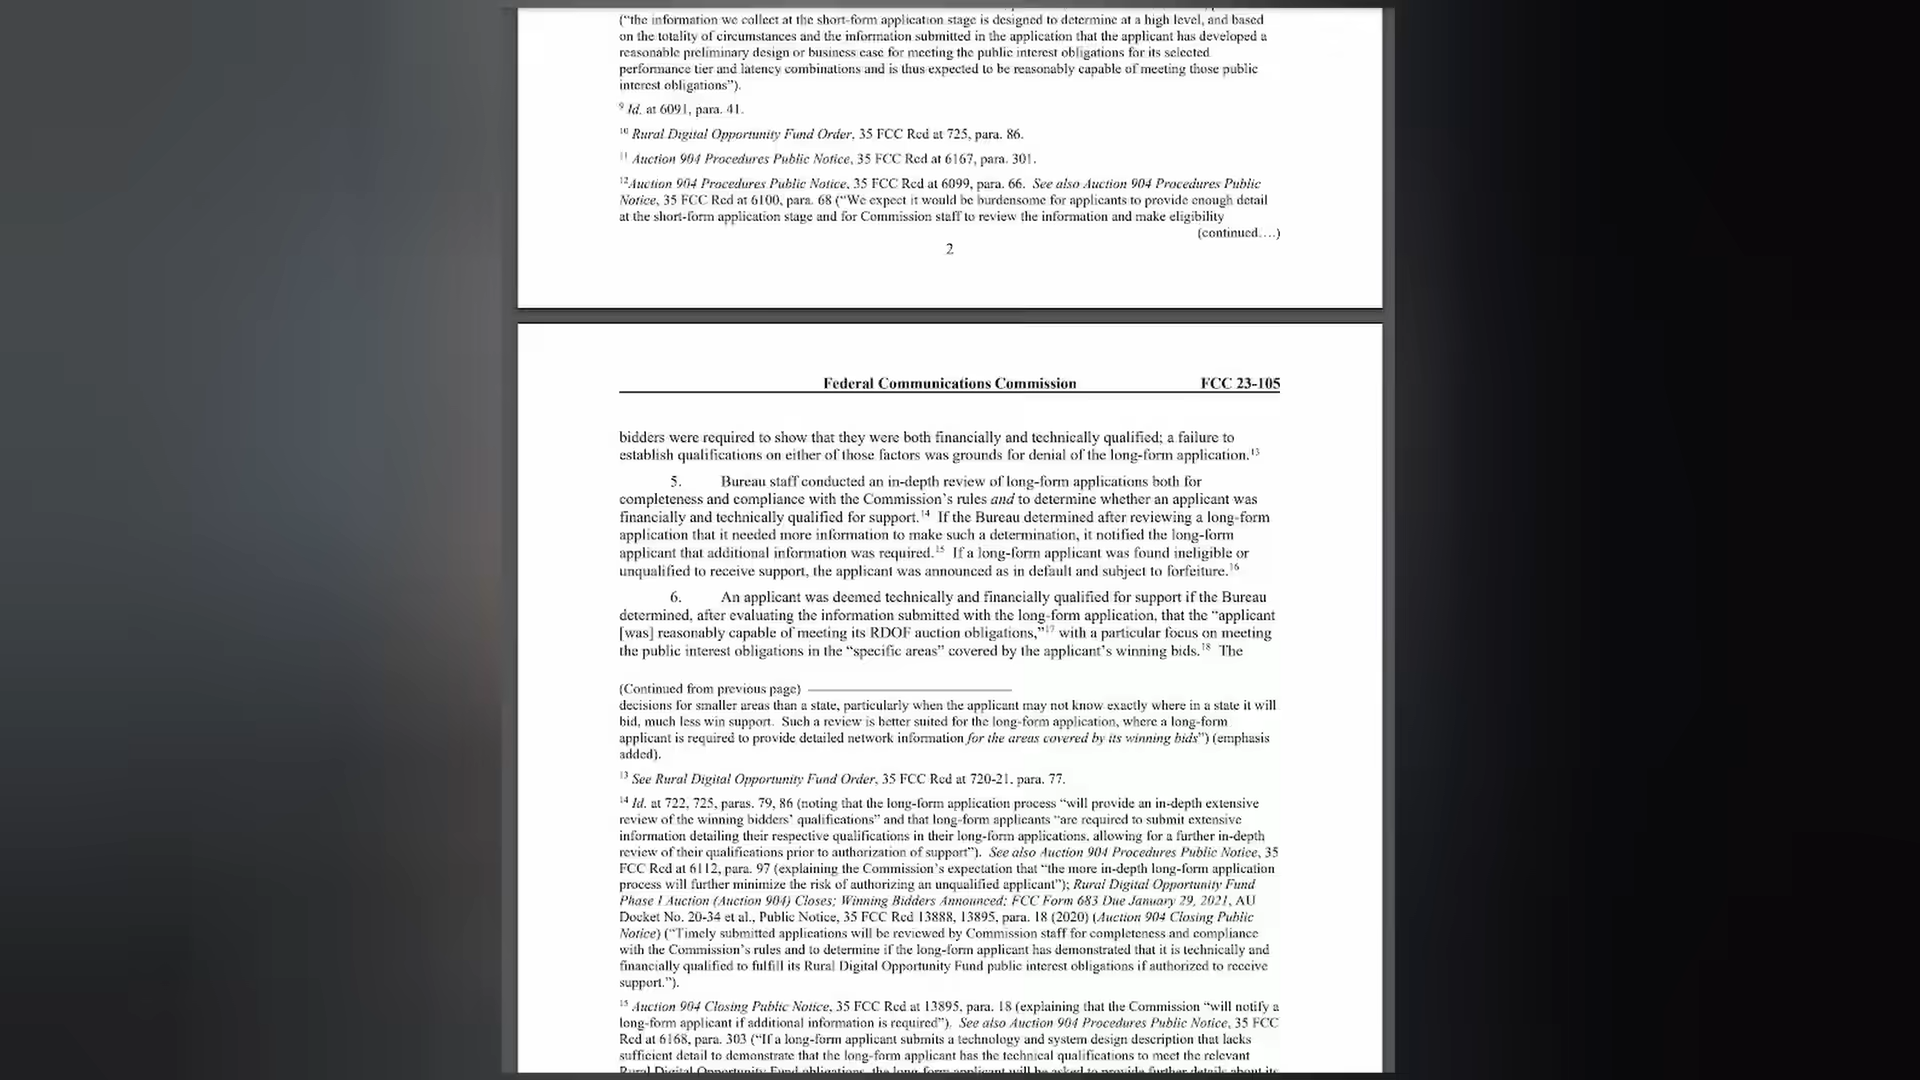 (“the information we collect at the short-form application stage is designed to determine at a high level, and based
on the totality of circumstances and the information submitted in the application that the applicant has developed a
reasonable preliminary design or business case for meeting the public interest obligations for its selected
performance tier and latency combinations and is thus expected to be reasonably capable of meeting those public
interest obligations”).
9 Id. at 6091, para. 41.
10 Rural Digital Opportunity Fund Order, 35 FCC Rcd at 725, para. 86.
11 Auction 904 Procedures Public Notice, 35 FCC Rcd at 6167, para. 301.
12 Auction 904 Procedures Public Notice, 35 FCC Rcd at 6099, para. 66. See also Auction 904 Procedures Public
Notice, 35 FCC Rcd at 6100, para. 68 (“We expect it would be burdensome for applicants to provide enough detail
at the short-form application stage and for Commission staff to review the information and make eligibility
(continued....)
2
Federal Communications Commission FCC 23-105
bidders were required to show that they were both financially and technically qualified; a failure to
establish qualifications on either of those factors was grounds for denial of the long-form application.13
5. Bureau staff conducted an in-depth review of long-form applications both for
completeness and compliance with the Commission’s rules and to determine whether an applicant was
financially and technically qualified for support.14 If the Bureau determined after reviewing a long-form
application that it needed more information to make such a determination, it notified the long-form
applicant that additional information was required.15 If a long-form applicant was found ineligible or
unqualified to receive support, the applicant was announced as in default and subject to forfeiture.16
6. An applicant was deemed technically and financially qualified for support if the Bureau
determined, after evaluating the information submitted with the long-form application, that the “applicant
[was] reasonably capable of meeting its RDOF auction obligations,”17 with a particular focus on meeting
the public interest obligations in the “specific areas” covered by the applicant’s winning bids.18 The
(Continued from previous page)
decisions for smaller areas than a state, particularly when the applicant may not know exactly where in a state it will
bid, much less win support. Such a review is better suited for the long-form application, where a long-form
applicant is required to provide detailed network information for the areas covered by its winning bids”) (emphasis
added).
13 See Rural Digital Opportunity Fund Order, 35 FCC Rcd at 720-21, para. 77.
14 Id. at 722, 725, paras. 79, 86 (noting that the long-form application process “will provide an in-depth extensive
review of the winning bidders’ qualifications” and that long-form applicants “are required to submit extensive
information detailing their respective qualifications in their long-form applications, allowing for a further in-depth
review of their qualifications prior to authorization of support”). See also Auction 904 Procedures Public Notice, 35
FCC Rcd at 6112, para. 97 (explaining the Commission’s expectation that “the more in-depth long-form application
process will further minimize the risk of authorizing an unqualified applicant”); Rural Digital Opportunity Fund
Phase I Auction (Auction 904) Closes; Winning Bidders Announced; FCC Form 683 Due January 29, 2021, AU
Docket No. 20-34 et al., Public Notice, 35 FCC Rcd 13888, 13895, para. 18 (2020) (Auction 904 Closing Public
Notice) (“Timely submitted applications will be reviewed by Commission staff for completeness and compliance
with the Commission’s rules and to determine if the long-form applicant has demonstrated that it is technically and
financially qualified to fulfill its Rural Digital Opportunity Fund public interest obligations if authorized to receive
support.”).
15 Auction 904 Closing Public Notice, 35 FCC Rcd at 13895, para. 18 (explaining that the Commission “will notify a
long-form applicant if additional information is required”). See also Auction 904 Procedures Public Notice, 35 FCC
Rcd at 6168, para. 303 (“If a long-form applicant submits a technology and system design description that lacks
sufficient detail to demonstrate that the long-form applicant has the technical qualifications to meet the relevant
Rural Digital Opportunity Fund obligations, the long-form applicant will be asked to provide further details about its